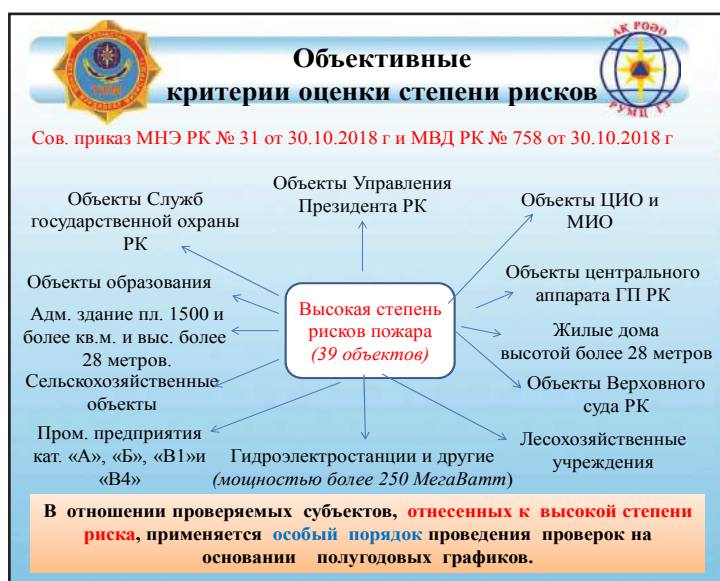 Объективные
критерии оценки степени рисков
АК РОӘО
РУМЦ ГЗ
Сов. приказ МНЭ РК № 31 от 30.10.2018 г и МВД РК № 758 от 30.10.2018 г
Объекты Служб
государственной охраны
РК
Объекты Управления
Президента РК
Объекты ЦИО и
МИО
Объекты образования
Адм. здание пл. 1500 и
более кв.м. и выс. более
28 метров.
Сельскохозяйственные
объекты
Высокая степень
рисков пожара
(39 объектов)
Объекты центрального
аппарата ГП РК
Жилые дома
высотой более 28 метров
Объекты Верховного
суда РК
Пром. предприятия
кат. «А», «Б», «В1»и
«В4»
Гидроэлектростанции и другие
(мощностью более 250 МегаВатт)
Лесохозяйственные
учреждения
В отношении проверяемых субъектов, отнесенных к высокой степени
риска, применяется особый порядок проведения проверок на
основании полугодовых графиков.